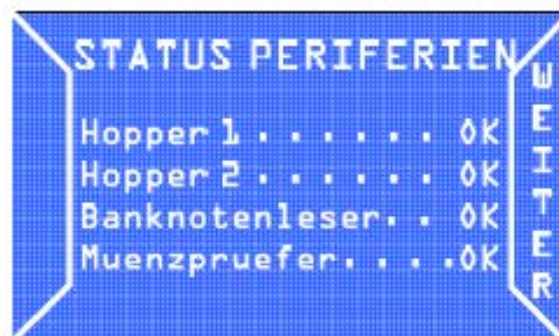 STATUS PERIFERIEN
Hopper 1 . . . . . . OK
Hopper 2 . . . . . . OK
Banknotenleser. . OK
Muenzpruefer. . . .OK
WEITER